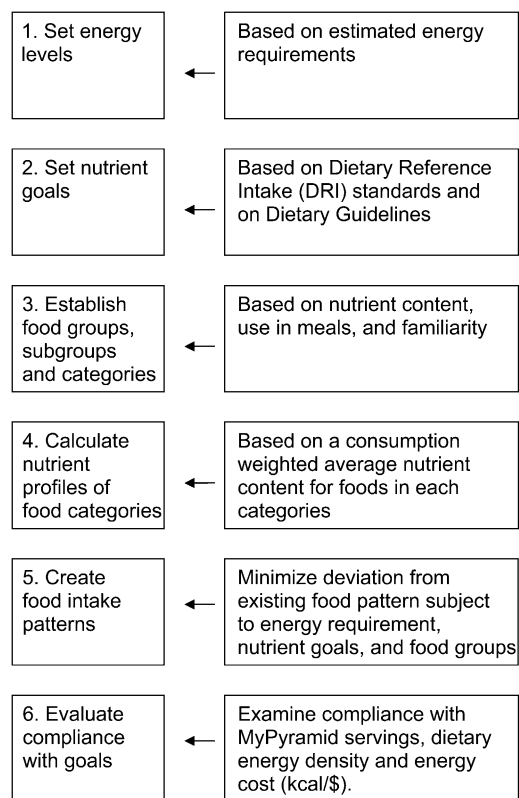 1. Set energy
levels
Based on estimated energy
requirements
2. Set nutrient
goals
Based on Dietary Reference
Intake (DRI) standards and
on Dietary Guidelines
3. Establish
food groups,
subgroups
and categories
Based on nutrient content,
use in meals, and familiarity
4. Calculate
nutrient
profiles of
food categories
Based on a consumption
weighted average nutrient
content for foods in each
categories
5. Create
food intake
patterns
Minimize deviation from
existing food pattern subject
to energy requirement,
nutrient goals, and food groups
6. Evaluate
compliance
with goals
Examine compliance with
MyPyramid servings, dietary
energy density and energy
cost (kcal/$).